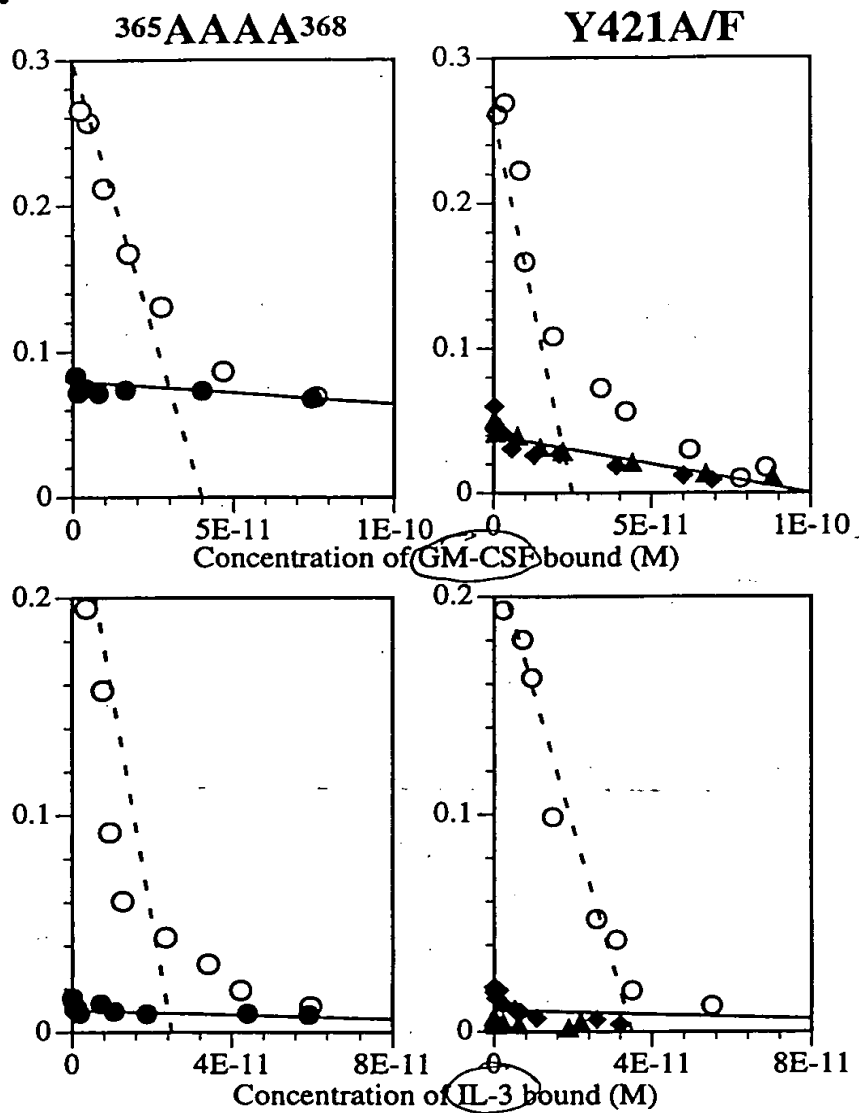 365AAAA368
Y421A/F
0.3
0.2
0.1
0
0
5E-11
1E-10
0.3
0.2
0.1
0
0
5E-11
1E-10
Concentration of GM-CSF bound (M)
0.2
0.1
0
0
4E-11
8E-11
0.2
0.1
0
0
4E-11
8E-11
Concentration of IL-3 bound (M)